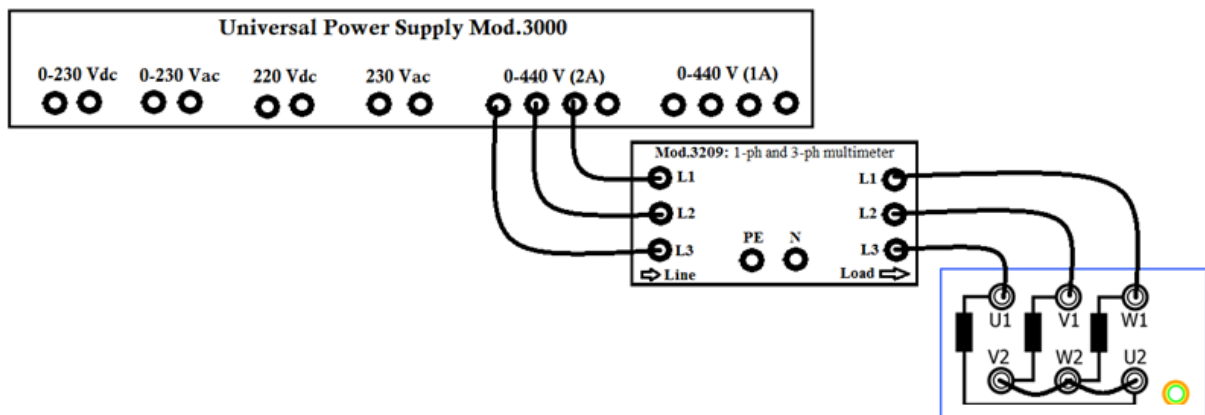 Universal Power Supply Mod.3000
0-230 Vdc 0-230 Vac 220 Vdc 230 Vac 0-440 V (2A) 0-440 V (1A)
Mod.3209: 1-ph and 3-ph multimeter
L1 L1
L2 L2
PE N
L3 L3
Line Load
U1 V1 W1
V2 W2 U2